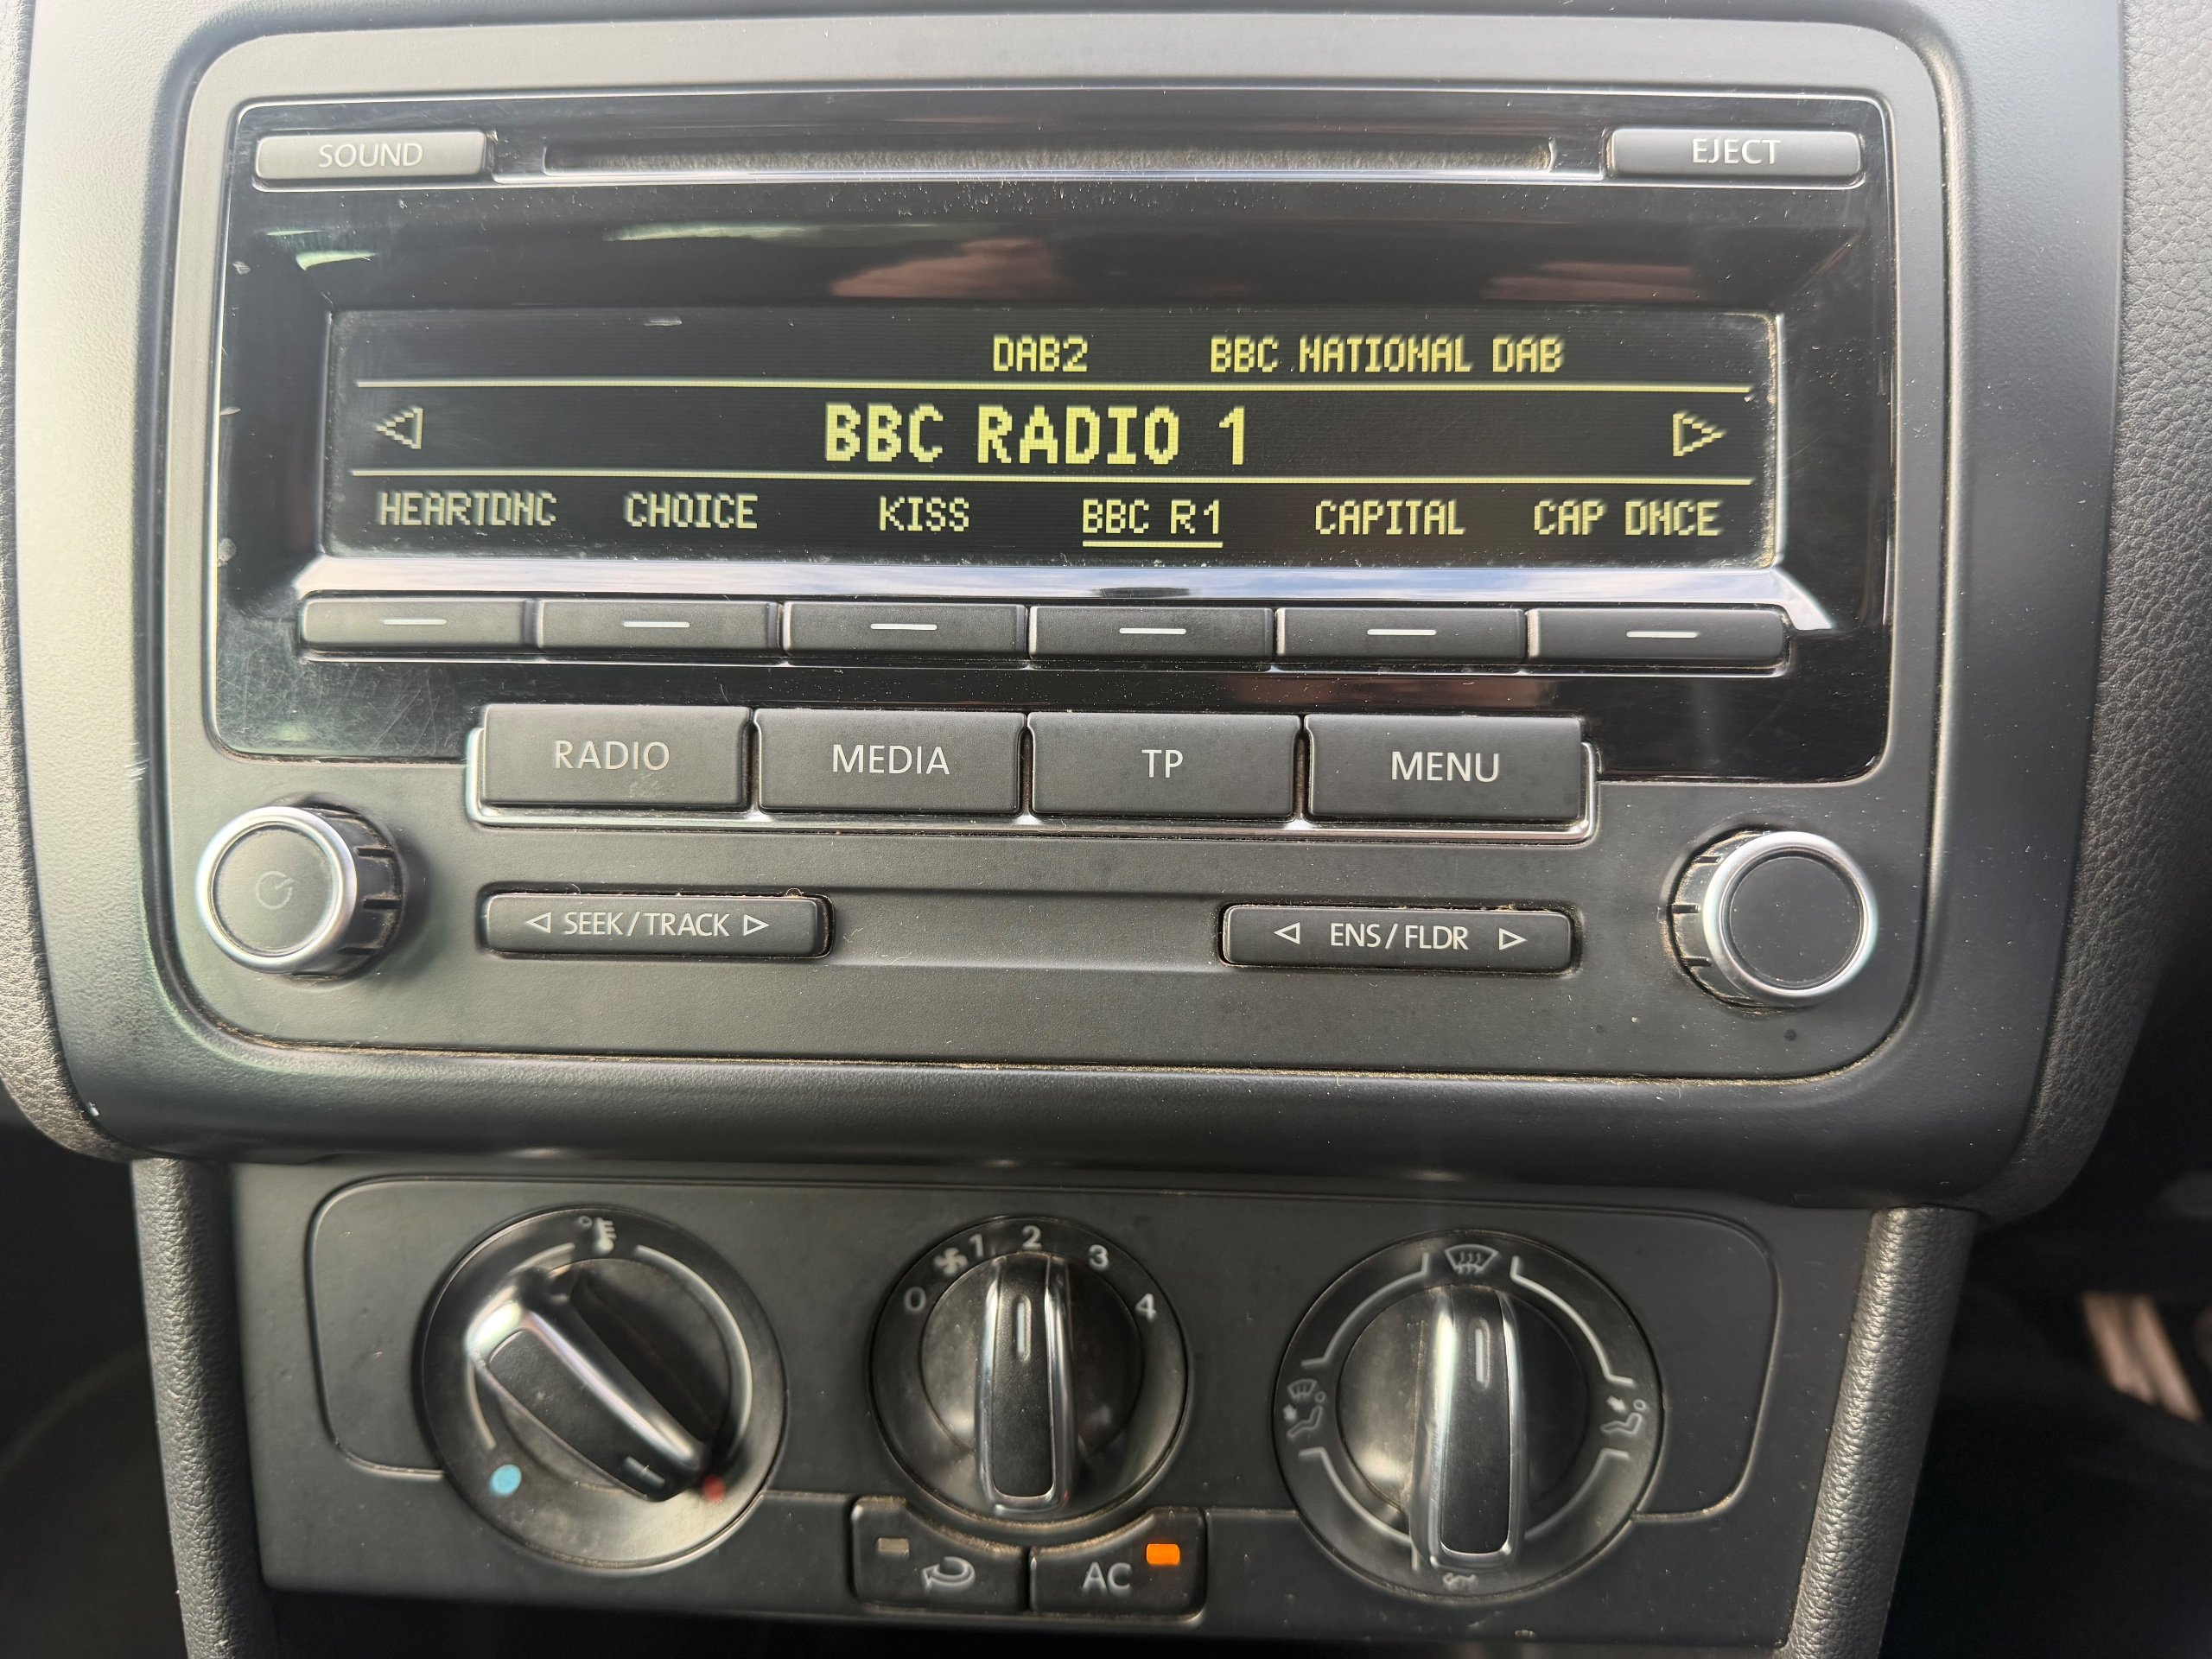 SOUND EJECT
DAB2 BBC NATIONAL DAB
BBC RADIO 1
HEARTDNC CHOICE KISS BBC R1 CAPITAL CAP DNCE
RADIO MEDIA TP MENU
SEEK/TRACK ENS/FLDR
0 1 2 3 4
AC